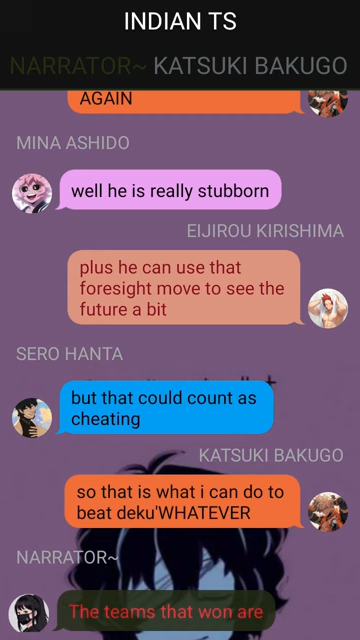 INDIAN TS
NARRATOR~ KATSUKI BAKUGO
AGAIN
MINA ASHIDO
well he is really stubborn
EIJIROU KIRISHIMA
plus he can use that
foresight move to see the
future a bit
SERO HANTA
but that could count as
cheating
KATSUKI BAKUGO
so that is what i can do to
beat deku'WHATEVER
NARRATOR~
The teams that won are